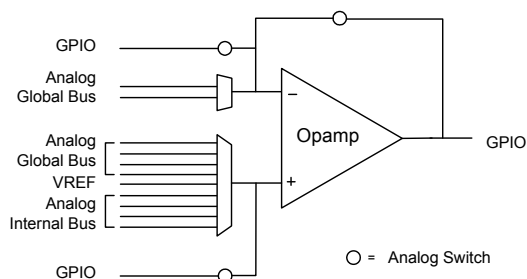 GPIO
Analog
Global Bus
−
Opamp
GPIO
Analog
Global Bus
VREF
Analog
Internal Bus
+
GPIO
= Analog Switch